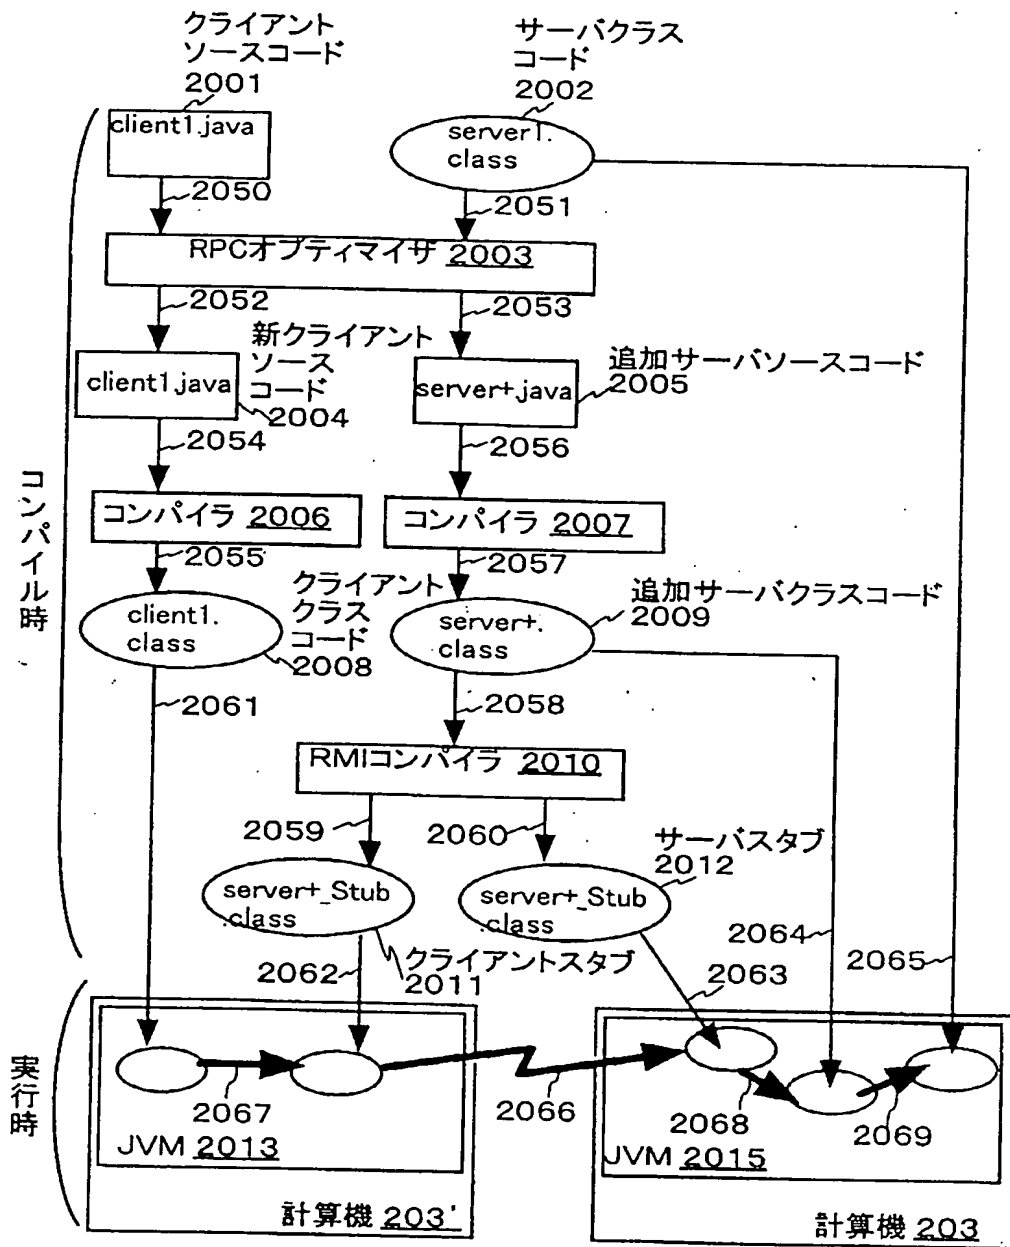 クライアント
ソースコード
2001
サーバクラス
コード
2002
client1.java
server1.
class
2050
2051
RPCオプティマイザ 2003
2052
2053
新クライアント
ソース
コード
2004
client1.java
server+.java
追加サーバソースコード
2005
2054
2056
コンパイラ 2006
コンパイラ 2007
2055
2057
クライアント
クラス
コード
2008
追加サーバクラスコード
2009
client1.
class
server+.
class
コンパイル時
2061
2058
RMIコンパイラ 2010
2059
2060
サーバスタブ
2012
server+_Stub
.class
server+_Stub
.class
クライアントスタブ
2011
2062
2063
2064
2065
実行時
2067
2066
2068
2069
JVM 2013
JVM 2015
計算機 203'
計算機 203